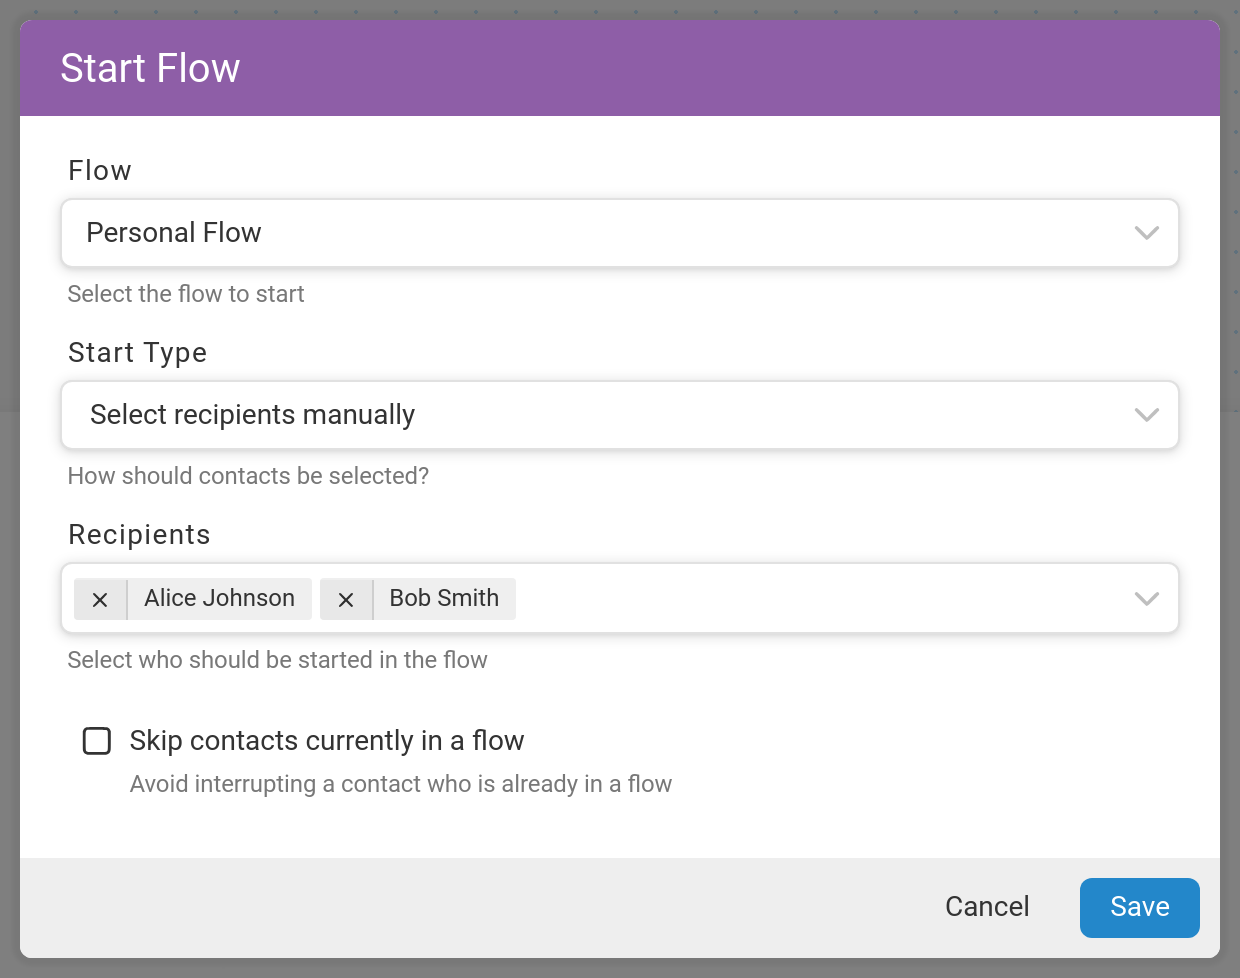 Start Flow
Flow
Personal Flow
Select the flow to start
Start Type
Select recipients manually
How should contacts be selected?
Recipients
Alice Johnson Bob Smith
Select who should be started in the flow
Skip contacts currently in a flow
Avoid interrupting a contact who is already in a flow
Cancel Save